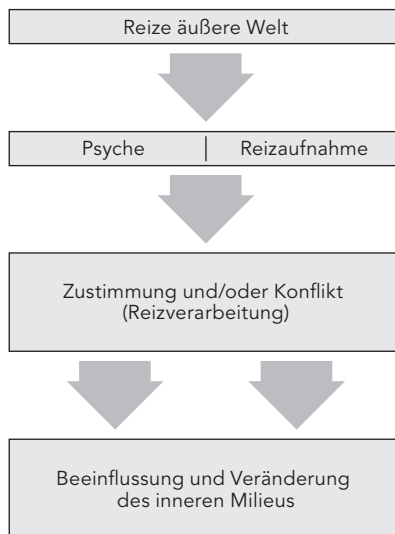 Reize äußere Welt
Psyche | Reizaufnahme
Zustimmung und/oder Konflikt
(Reizverarbeitung)
Beeinflussung und Veränderung
des inneren Milieus